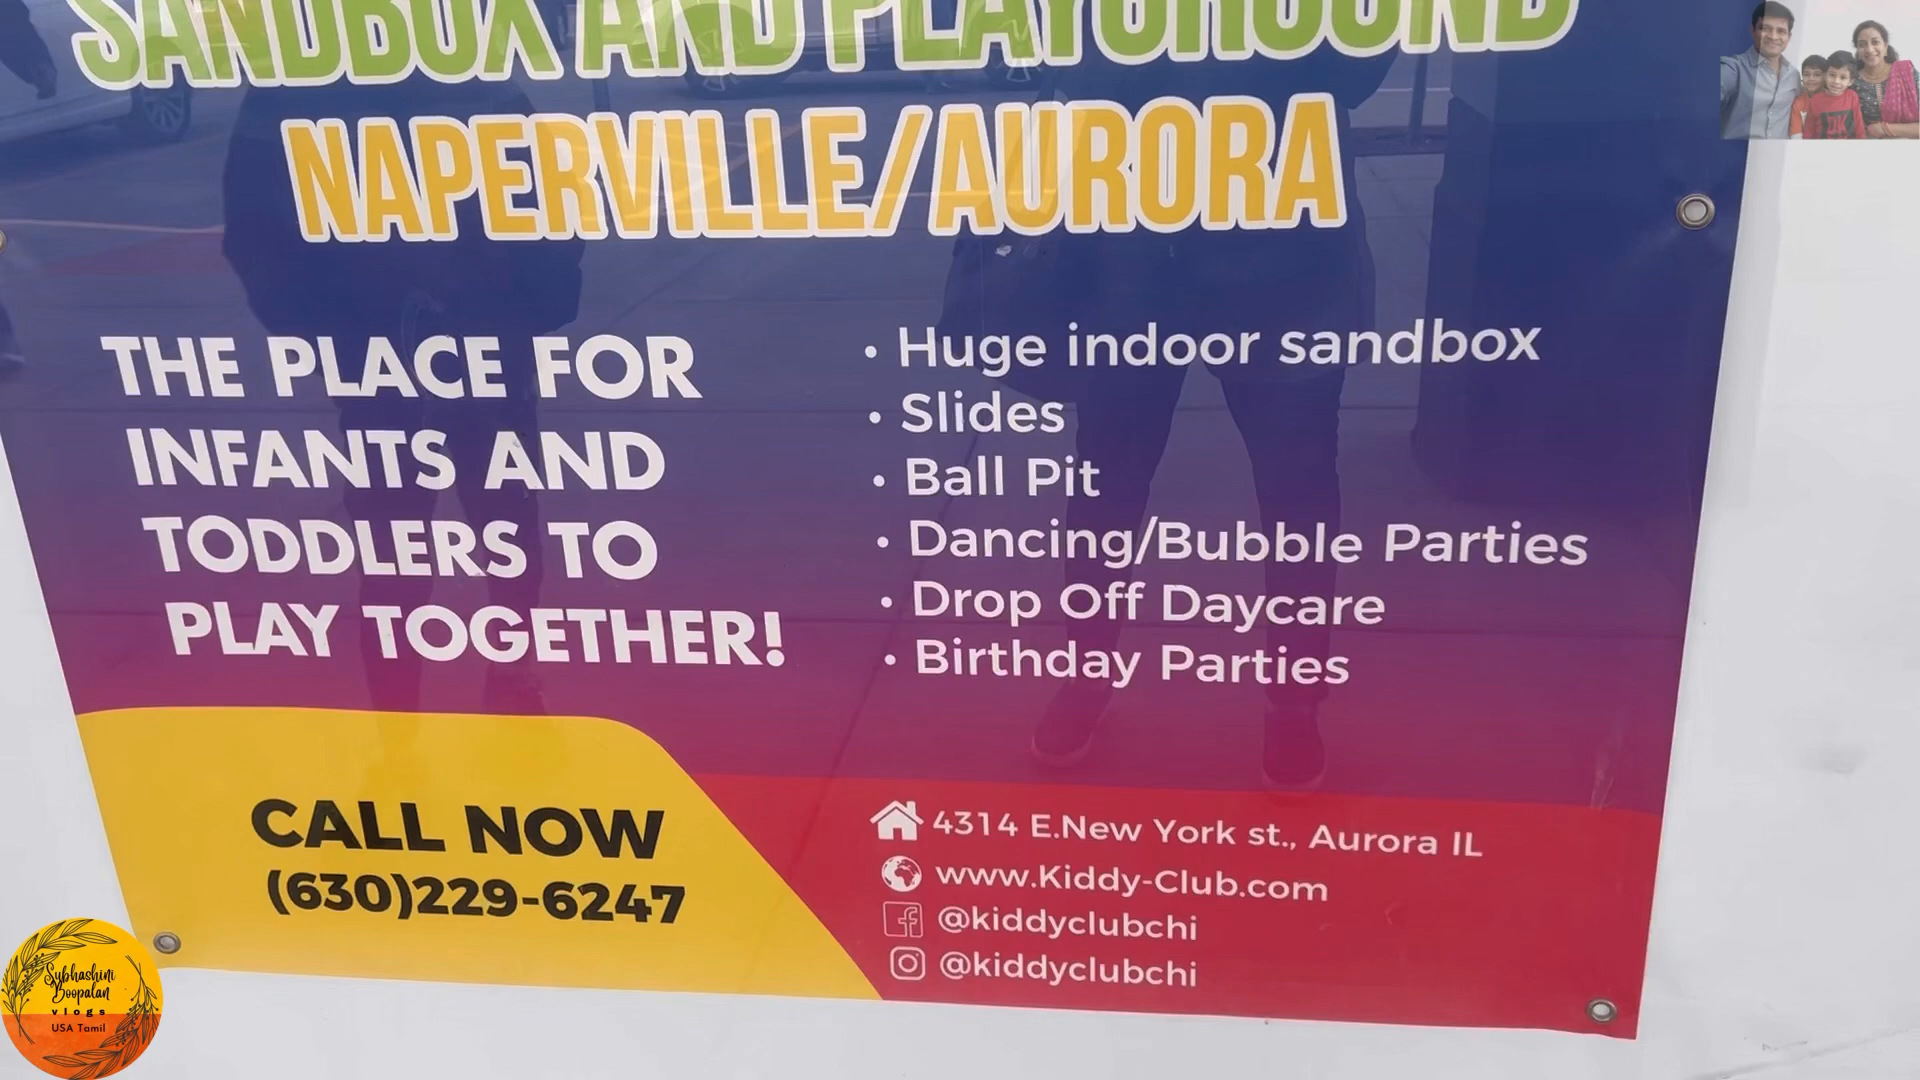 SANDBOX AND PLAYGROUND
NAPERVILLE/AURORA
THE PLACE FOR
INFANTS AND
TODDLERS TO
PLAY TOGETHER!
• Huge indoor sandbox
• Slides
• Ball Pit
• Dancing/Bubble Parties
• Drop Off Daycare
• Birthday Parties
CALL NOW
(630)229-6247
4314 E.New York st., Aurora IL
www.Kiddy-Club.com
@kiddyclubchi
@kiddyclubchi
Sybhashini
Boopalan
vlogs
USA Tamil